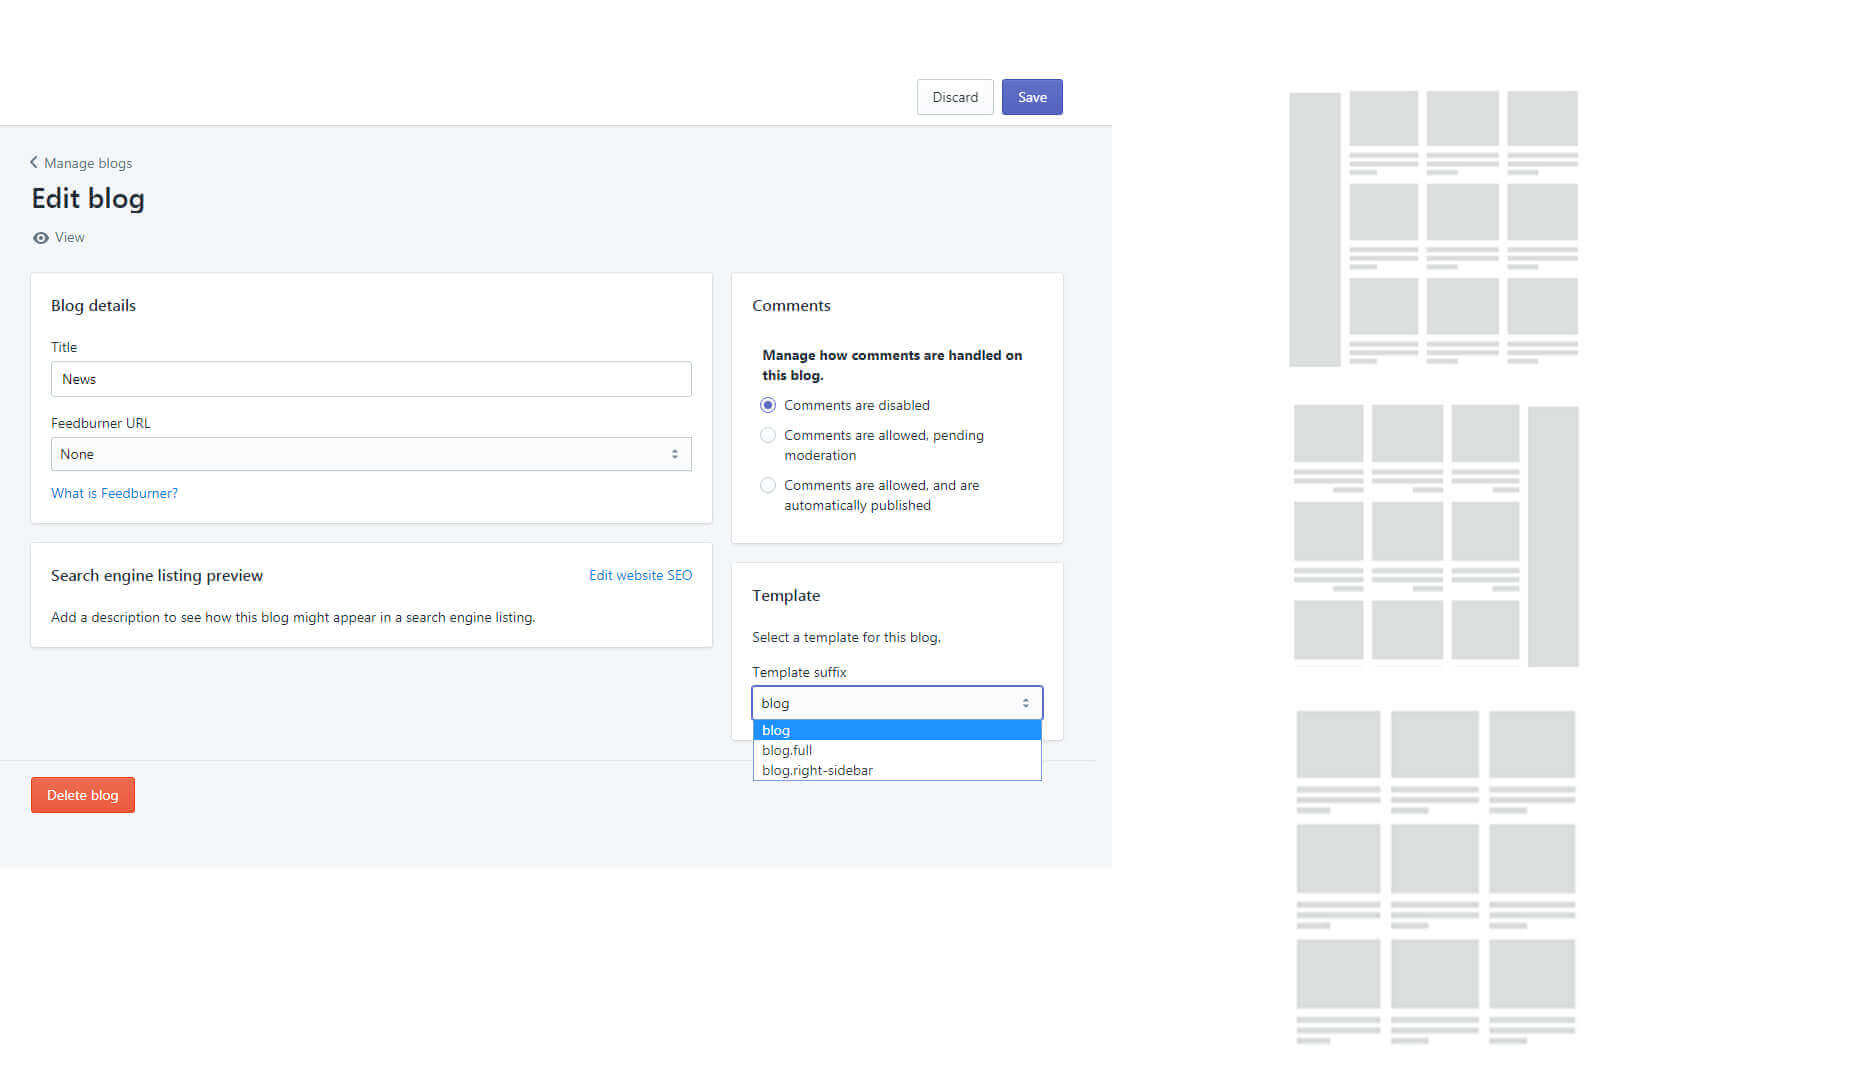 Discard
Save
Manage blogs
Edit blog
View
Blog details
Title
News
Feedburner URL
None
What is Feedburner?
Search engine listing preview
Edit website SEO
Add a description to see how this blog might appear in a search engine listing.
Comments
Manage how comments are handled on
this blog.
Comments are disabled
Comments are allowed, pending
moderation
Comments are allowed, and are
automatically published
Template
Select a template for this blog.
Template suffix
blog
blog
blog.full
blog.right-sidebar
Delete blog